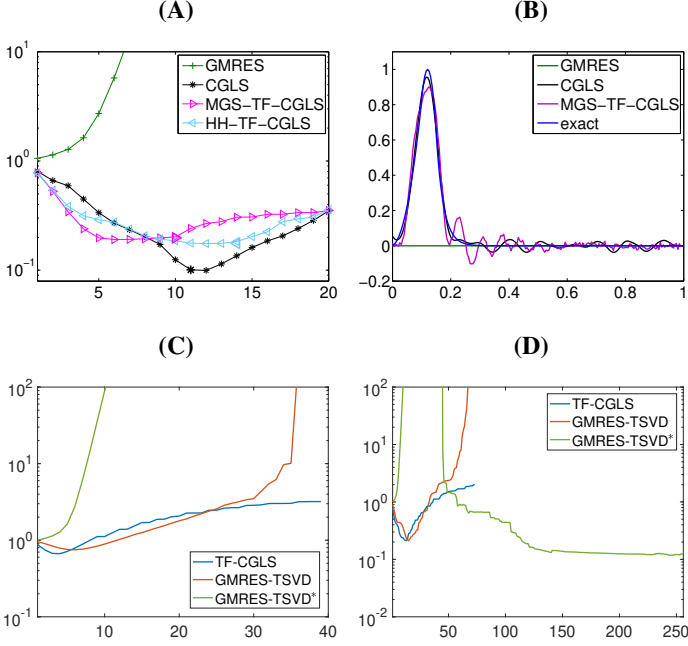 (A)
(B)
10^1
10^0
10^-1
5
10
15
20
GMRES
CGLS
MGS-TF-CGLS
HH-TF-CGLS
1
0.8
0.6
0.4
0.2
0
-0.2
0
0.2
0.4
0.6
0.8
1
GMRES
CGLS
MGS-TF-CGLS
exact
(C)
(D)
10^2
10^1
10^0
10^-1
10
20
30
40
TF-CGLS
GMRES-TSVD
GMRES-TSVD*
10^2
10^1
10^0
10^-1
10^-2
50
100
150
200
250
TF-CGLS
GMRES-TSVD
GMRES-TSVD*